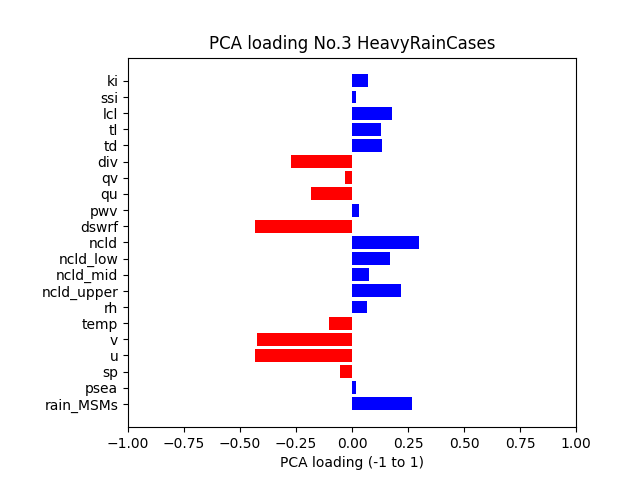 PCA loading No.3 HeavyRainCases
ki
ssi
lcl
tl
td
div
qv
qu
pwv
dswrf
ncld
ncld_low
ncld_mid
ncld_upper
rh
temp
v
u
sp
psea
rain_MSMs
−1.00 −0.75 −0.50 −0.25 0.00 0.25 0.50 0.75 1.00
PCA loading (-1 to 1)